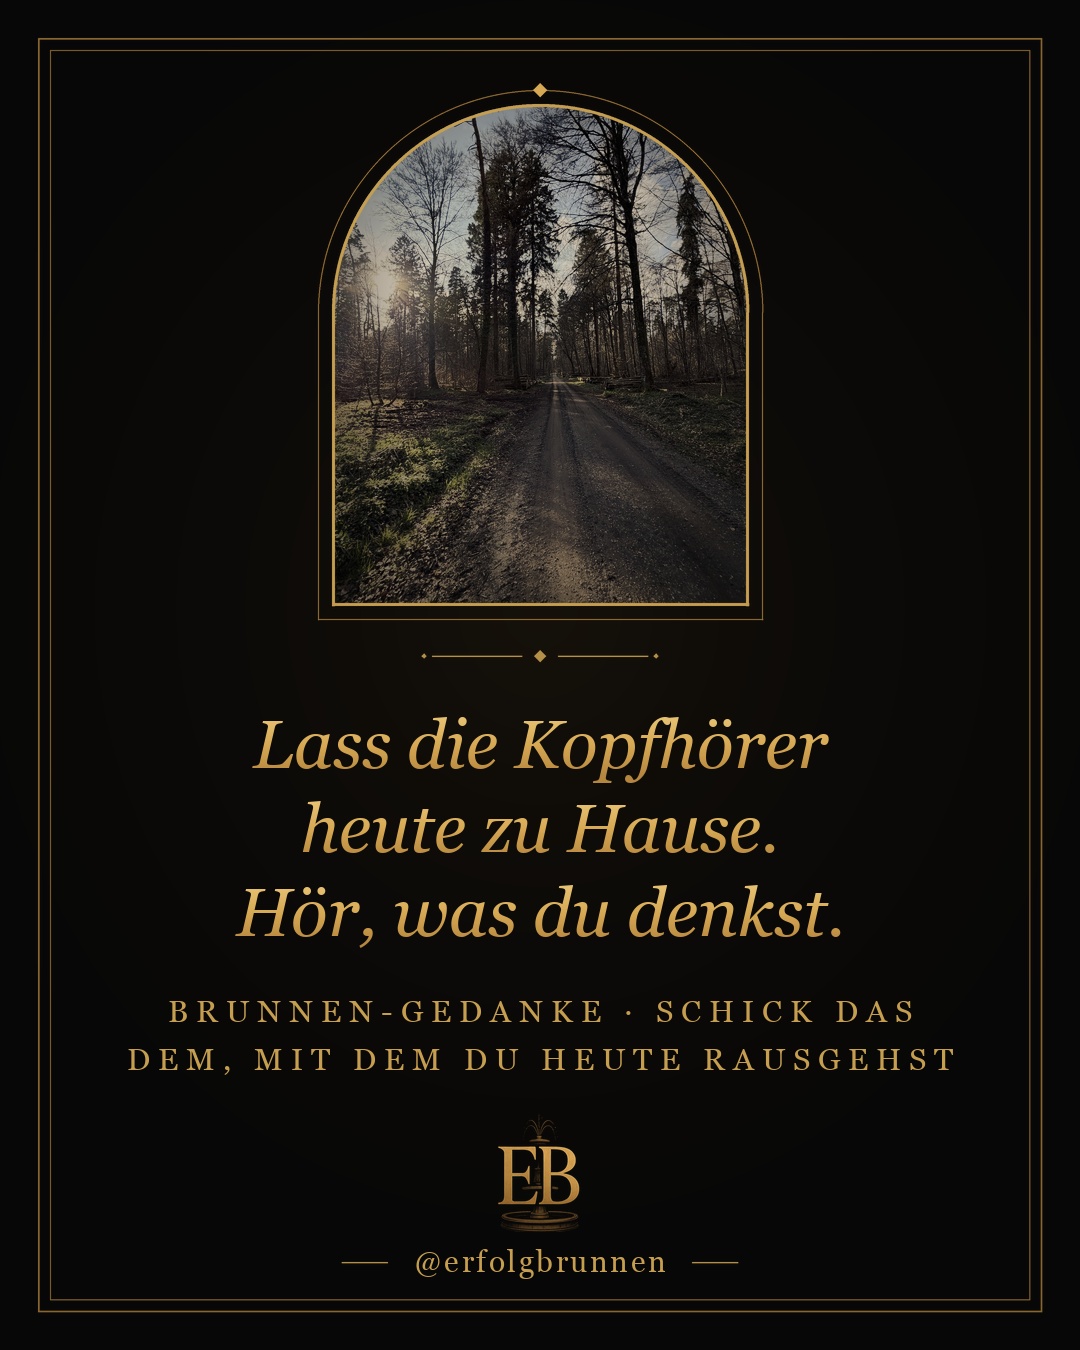 Lass die Kopfhörer
heute zu Hause.
Hör, was du denkst.
BRUNNEN-GEDANKE · SCHICK DAS
DEM, MIT DEM DU HEUTE RAUSGEHST
EB
@erfolgbrunnen